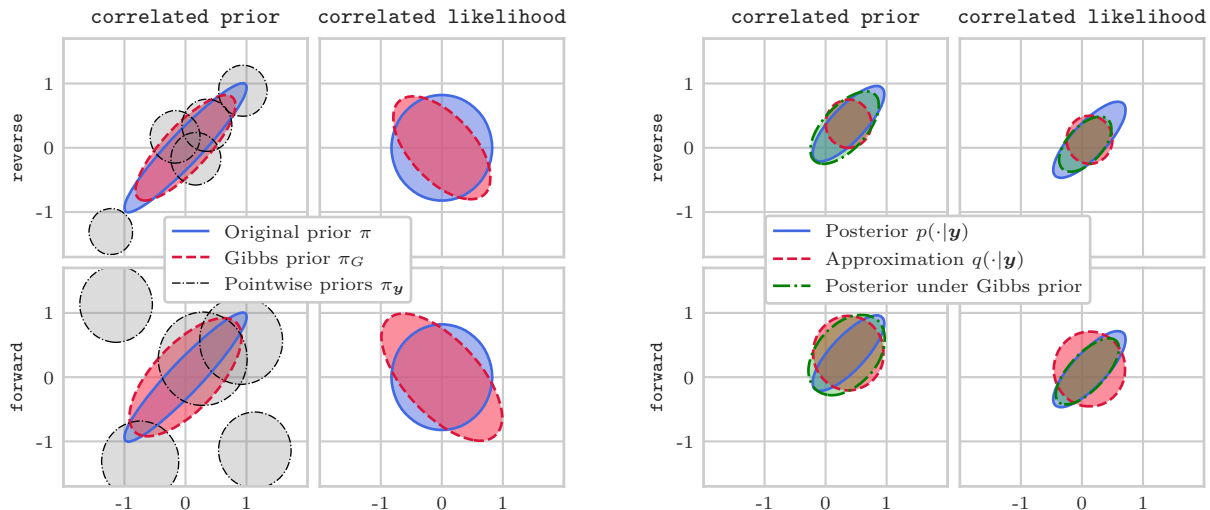 correlated prior correlated likelihood correlated prior correlated likelihood
reverse
1
0
-1
reverse
1
0
-1
Original prior π
Gibbs prior π_G
Pointwise priors π_y
Posterior p(·|y)
Approximation q(·|y)
Posterior under Gibbs prior
forward
1
0
-1
forward
1
0
-1
-1 0 1 -1 0 1 -1 0 1 -1 0 1